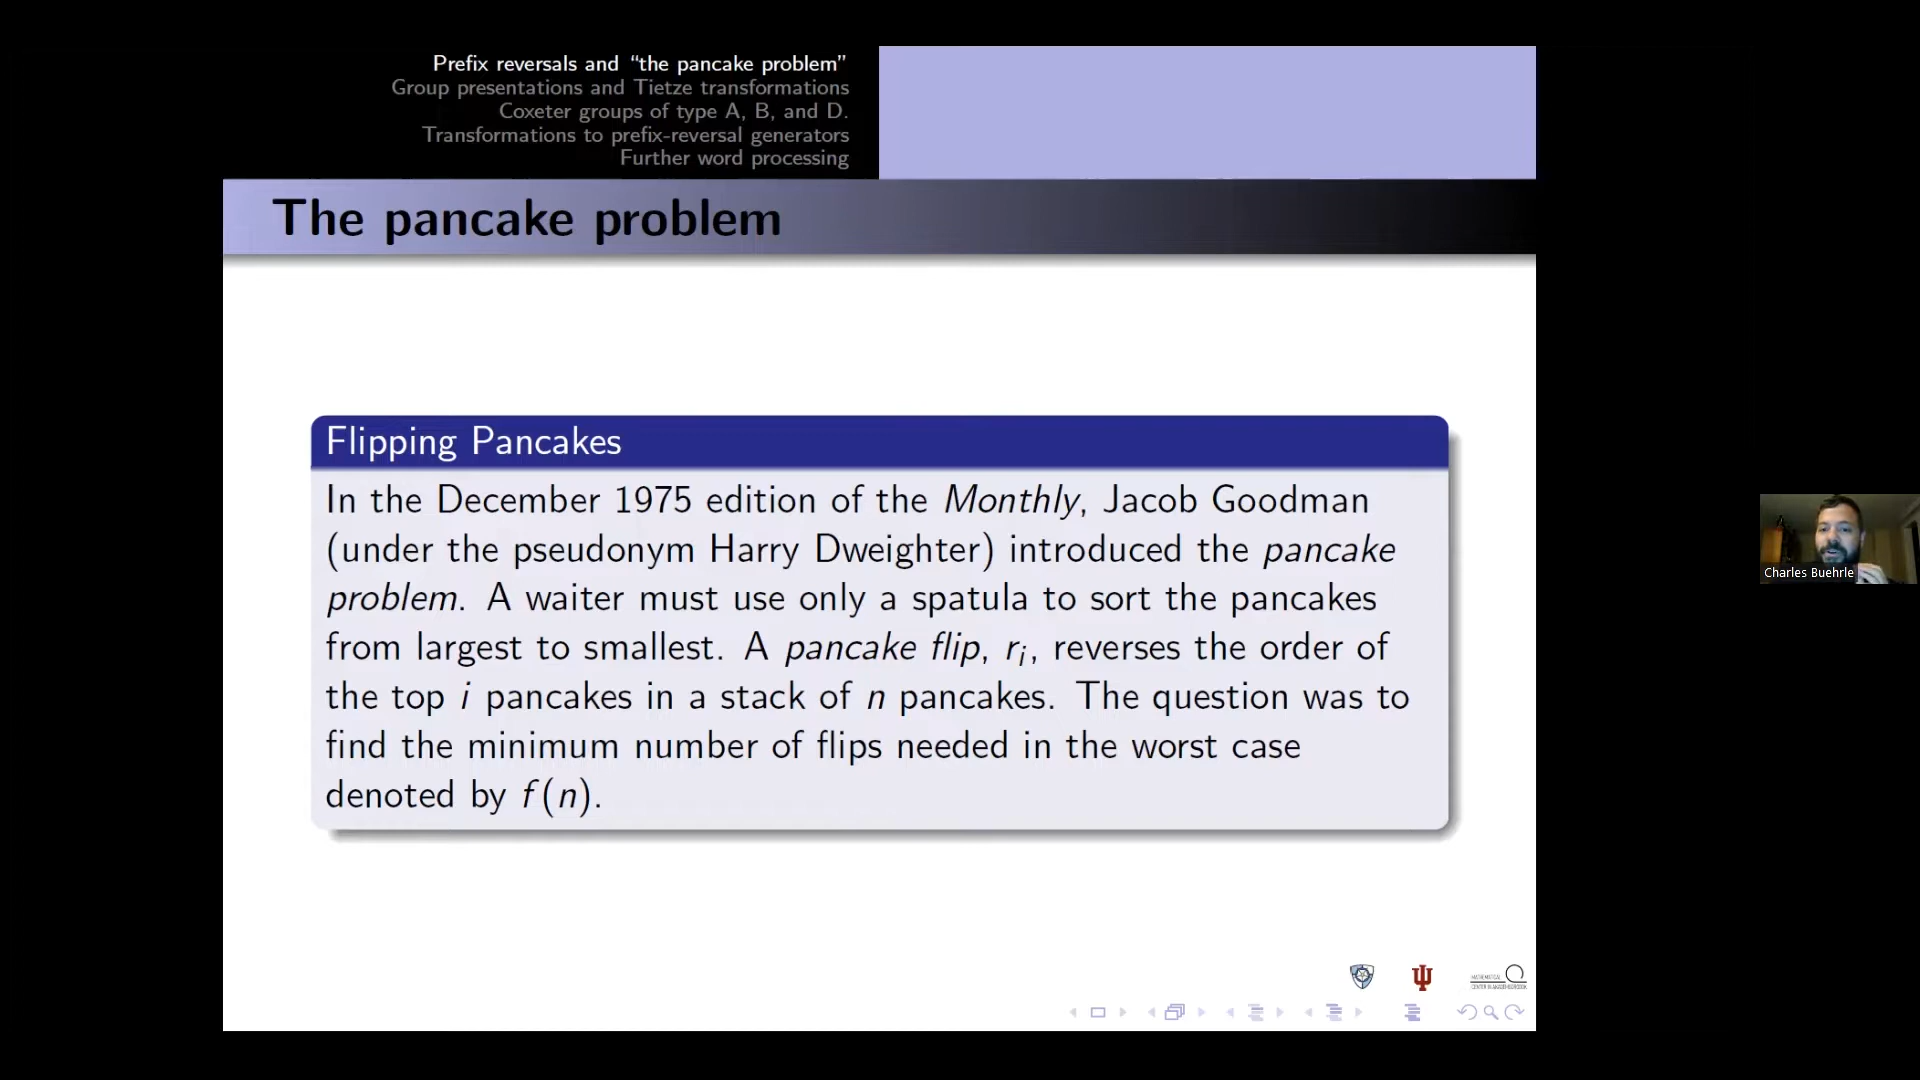 Prefix reversals and “the pancake problem”
Group presentations and Tietze transformations
Coxeter groups of type A, B, and D.
Transformations to prefix-reversal generators
Further word processing
The pancake problem
Flipping Pancakes
In the December 1975 edition of the Monthly, Jacob Goodman
(under the pseudonym Harry Dweighter) introduced the pancake
problem. A waiter must use only a spatula to sort the pancakes
from largest to smallest. A pancake flip, rᵢ, reverses the order of
the top i pancakes in a stack of n pancakes. The question was to
find the minimum number of flips needed in the worst case
denoted by f(n).
Charles Buehrle